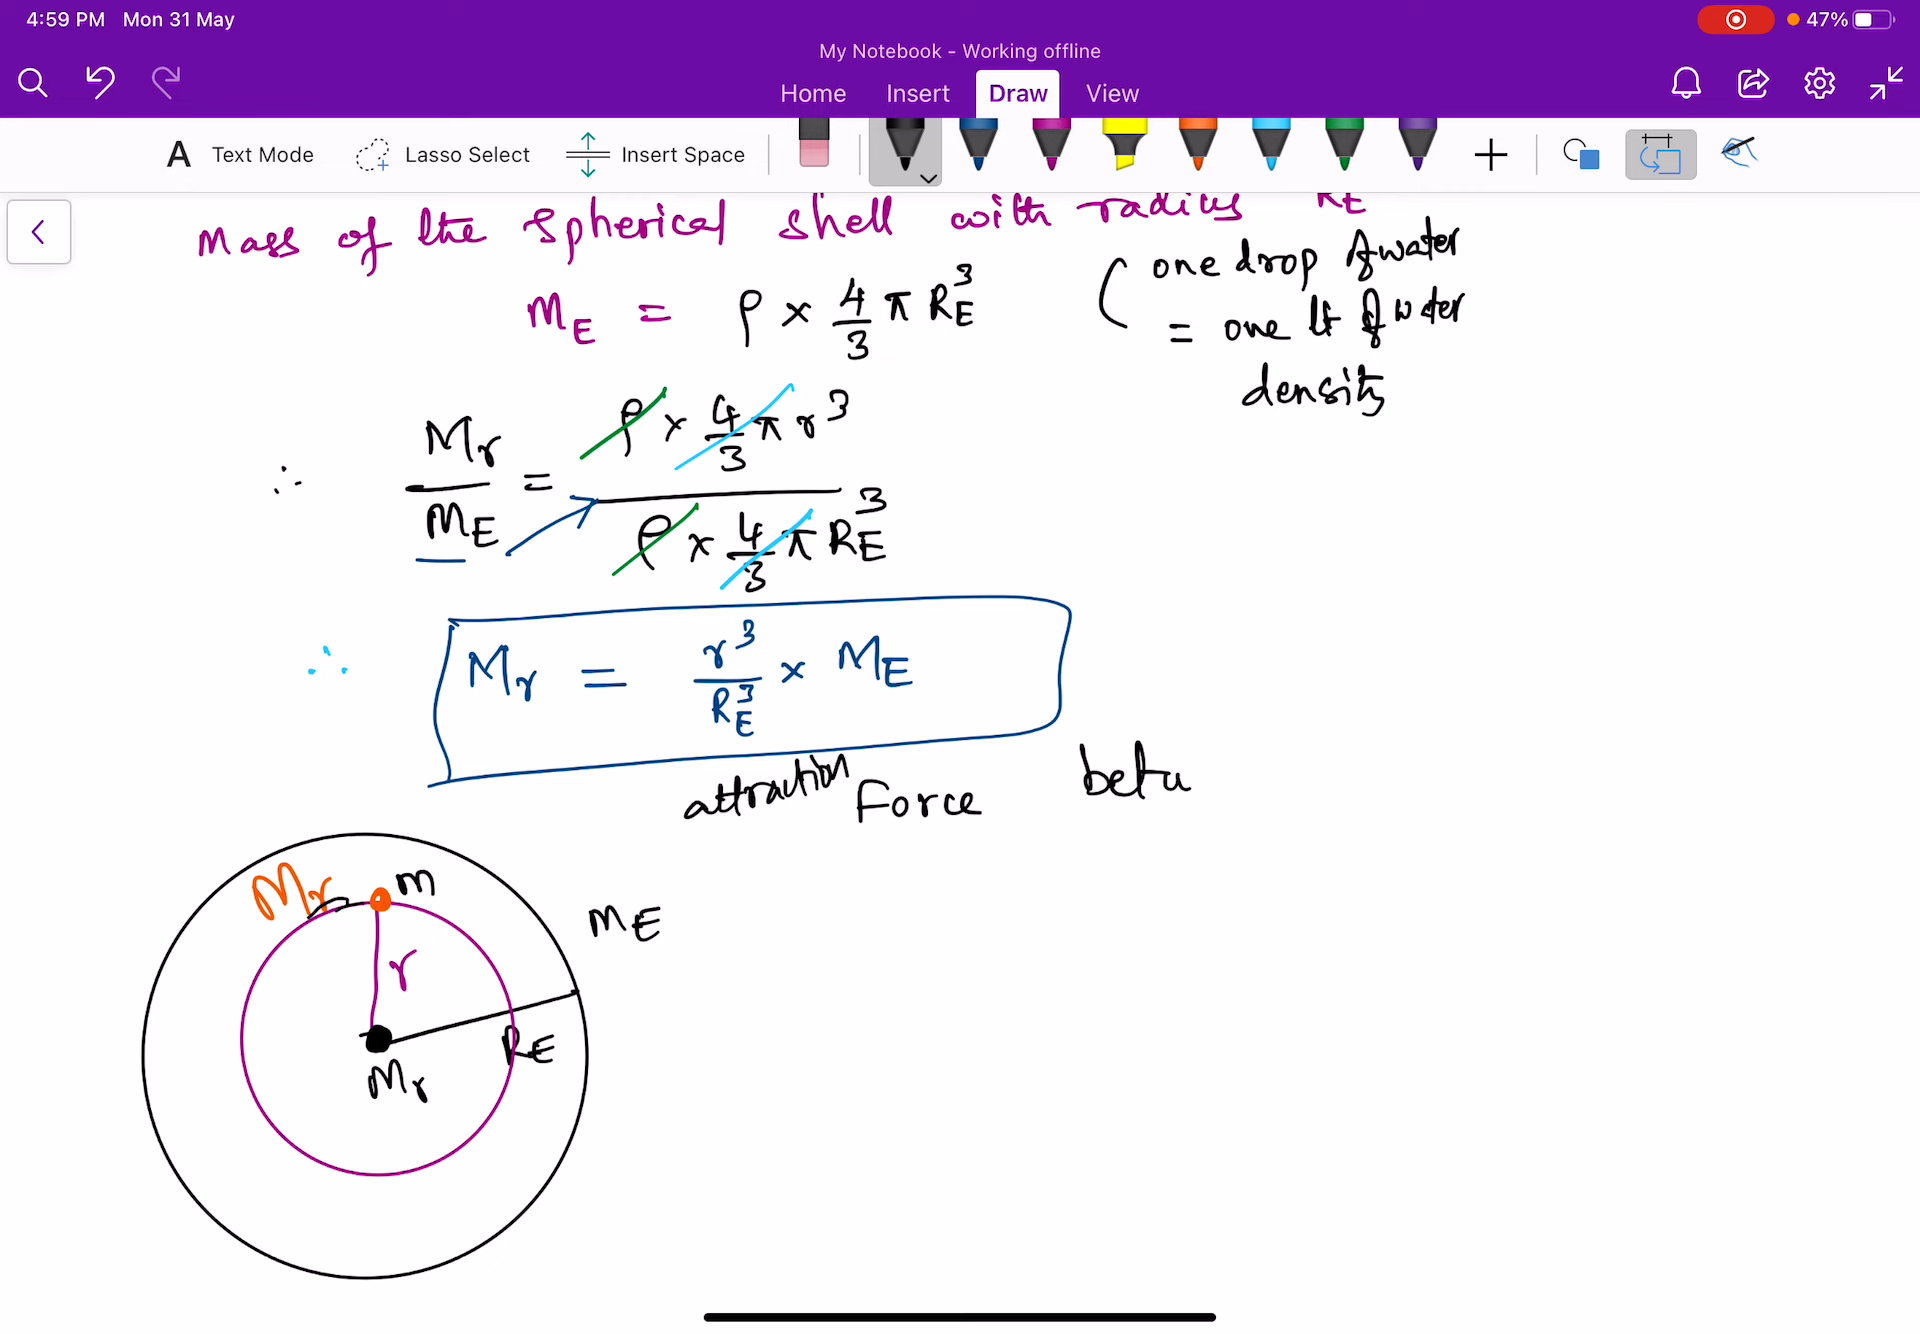 4:59 PM Mon 31 May
47%
My Notebook - Working offline
Home Insert Draw View
A Text Mode Lasso Select Insert Space
Mass of the Spherical shell with radius RE
ME = ρ × 4/3 π RE³
( one drop of water
= one lt of water
density
∴ Mr/ME = ρ × 4/3 π r³ / ρ × 4/3 π RE³
∴ Mr = r³/RE³ × ME
attraction Force betw
Mr m
ME
r
RE
Mr